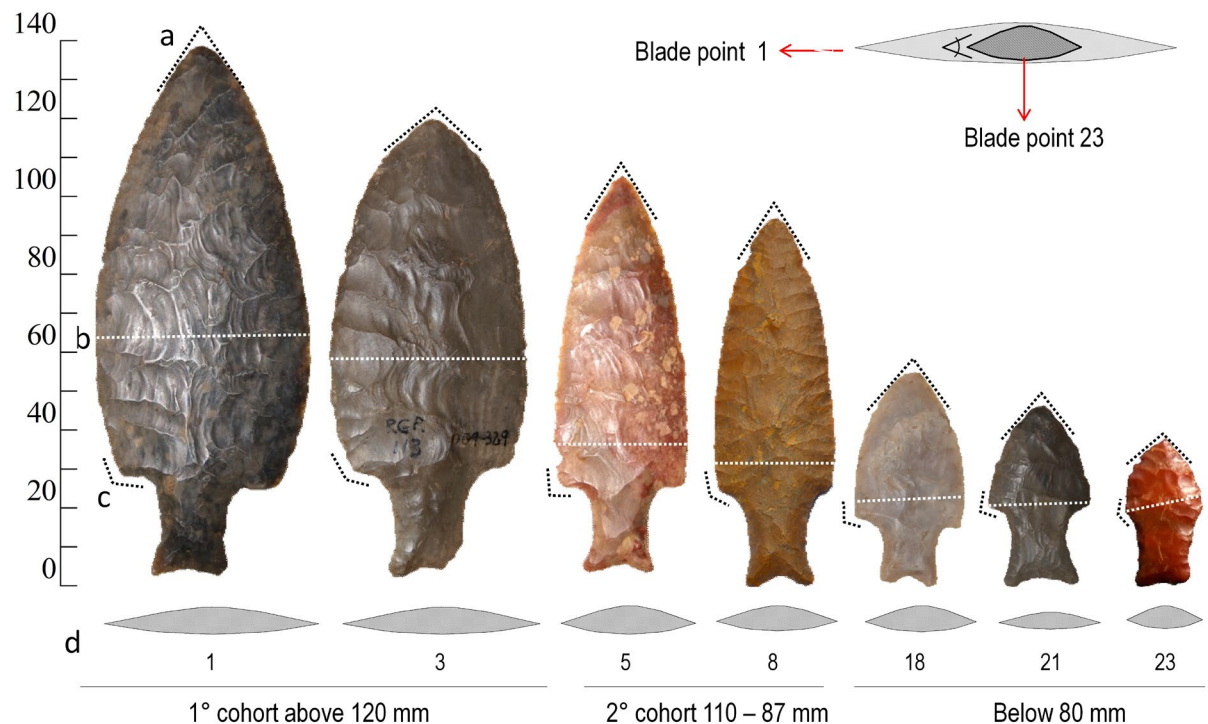 140
120
100
80
60
40
20
0
a
b
c
d
Blade point 1
Blade point 23
P.G.P.
13
1 3 5 8 18 21 23
1° cohort above 120 mm 2° cohort 110 – 87 mm Below 80 mm